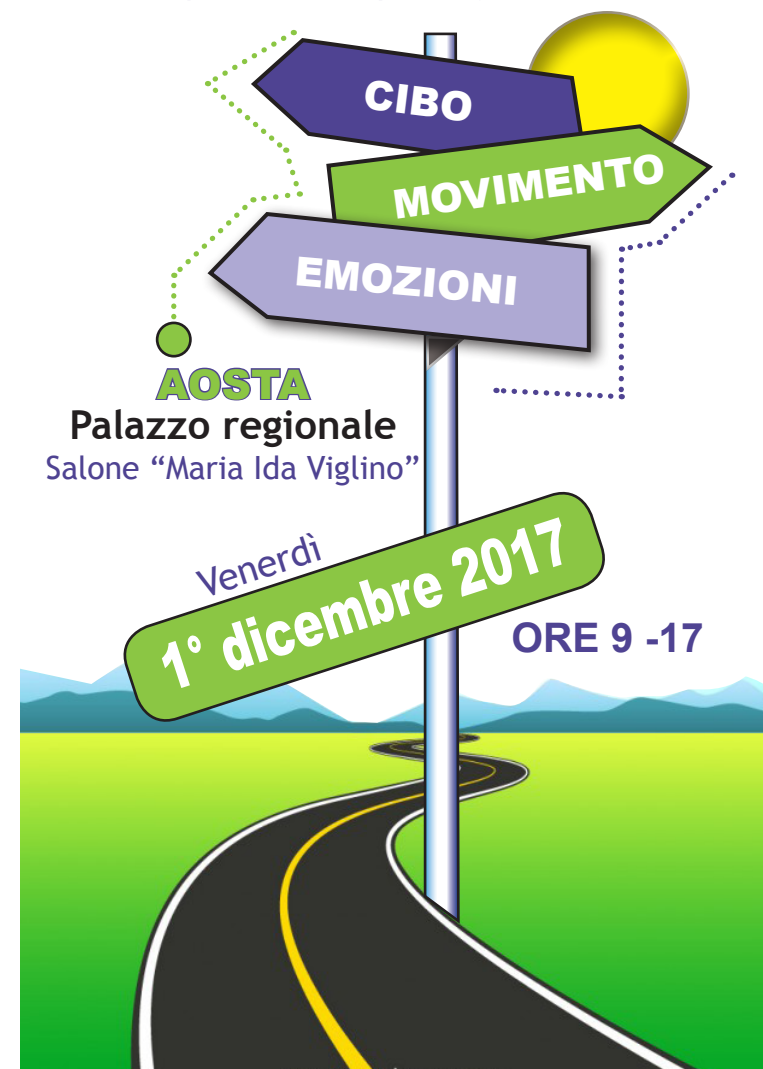 CIBO
MOVIMENTO
EMOZIONI
AOSTA
Palazzo regionale
Salone “Maria Ida Viglino”
Venerdì
1° dicembre 2017
ORE 9 -17